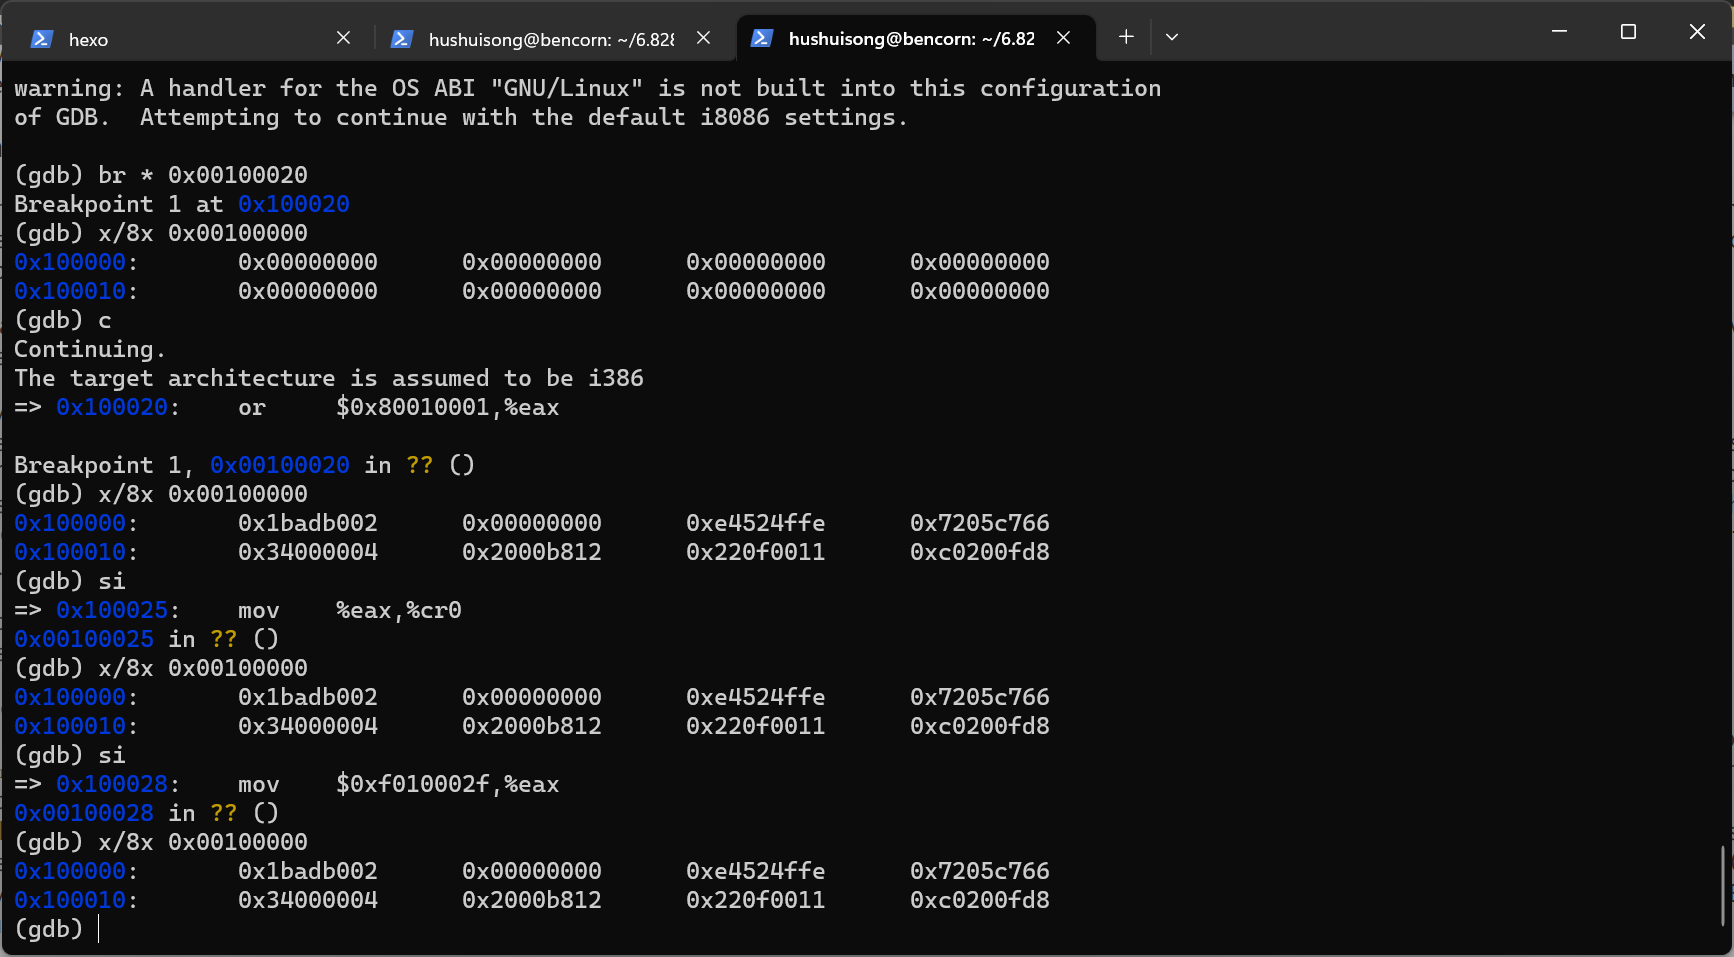 hexo
hushuisong@bencorn: ~/6.828
hushuisong@bencorn: ~/6.82
warning: A handler for the OS ABI "GNU/Linux" is not built into this configuration
of GDB.  Attempting to continue with the default i8086 settings.
(gdb) br * 0x00100020
Breakpoint 1 at 0x100020
(gdb) x/8x 0x00100000
0x100000:       0x00000000      0x00000000      0x00000000      0x00000000
0x100010:       0x00000000      0x00000000      0x00000000      0x00000000
(gdb) c
Continuing.
The target architecture is assumed to be i386
=> 0x100020:    or     $0x80010001,%eax
Breakpoint 1, 0x00100020 in ?? ()
(gdb) x/8x 0x00100000
0x100000:       0x1badb002      0x00000000      0xe4524ffe      0x7205c766
0x100010:       0x34000004      0x2000b812      0x220f0011      0xc0200fd8
(gdb) si
=> 0x100025:    mov    %eax,%cr0
0x00100025 in ?? ()
(gdb) x/8x 0x00100000
0x100000:       0x1badb002      0x00000000      0xe4524ffe      0x7205c766
0x100010:       0x34000004      0x2000b812      0x220f0011      0xc0200fd8
(gdb) si
=> 0x100028:    mov    $0xf010002f,%eax
0x00100028 in ?? ()
(gdb) x/8x 0x00100000
0x100000:       0x1badb002      0x00000000      0xe4524ffe      0x7205c766
0x100010:       0x34000004      0x2000b812      0x220f0011      0xc0200fd8
(gdb)